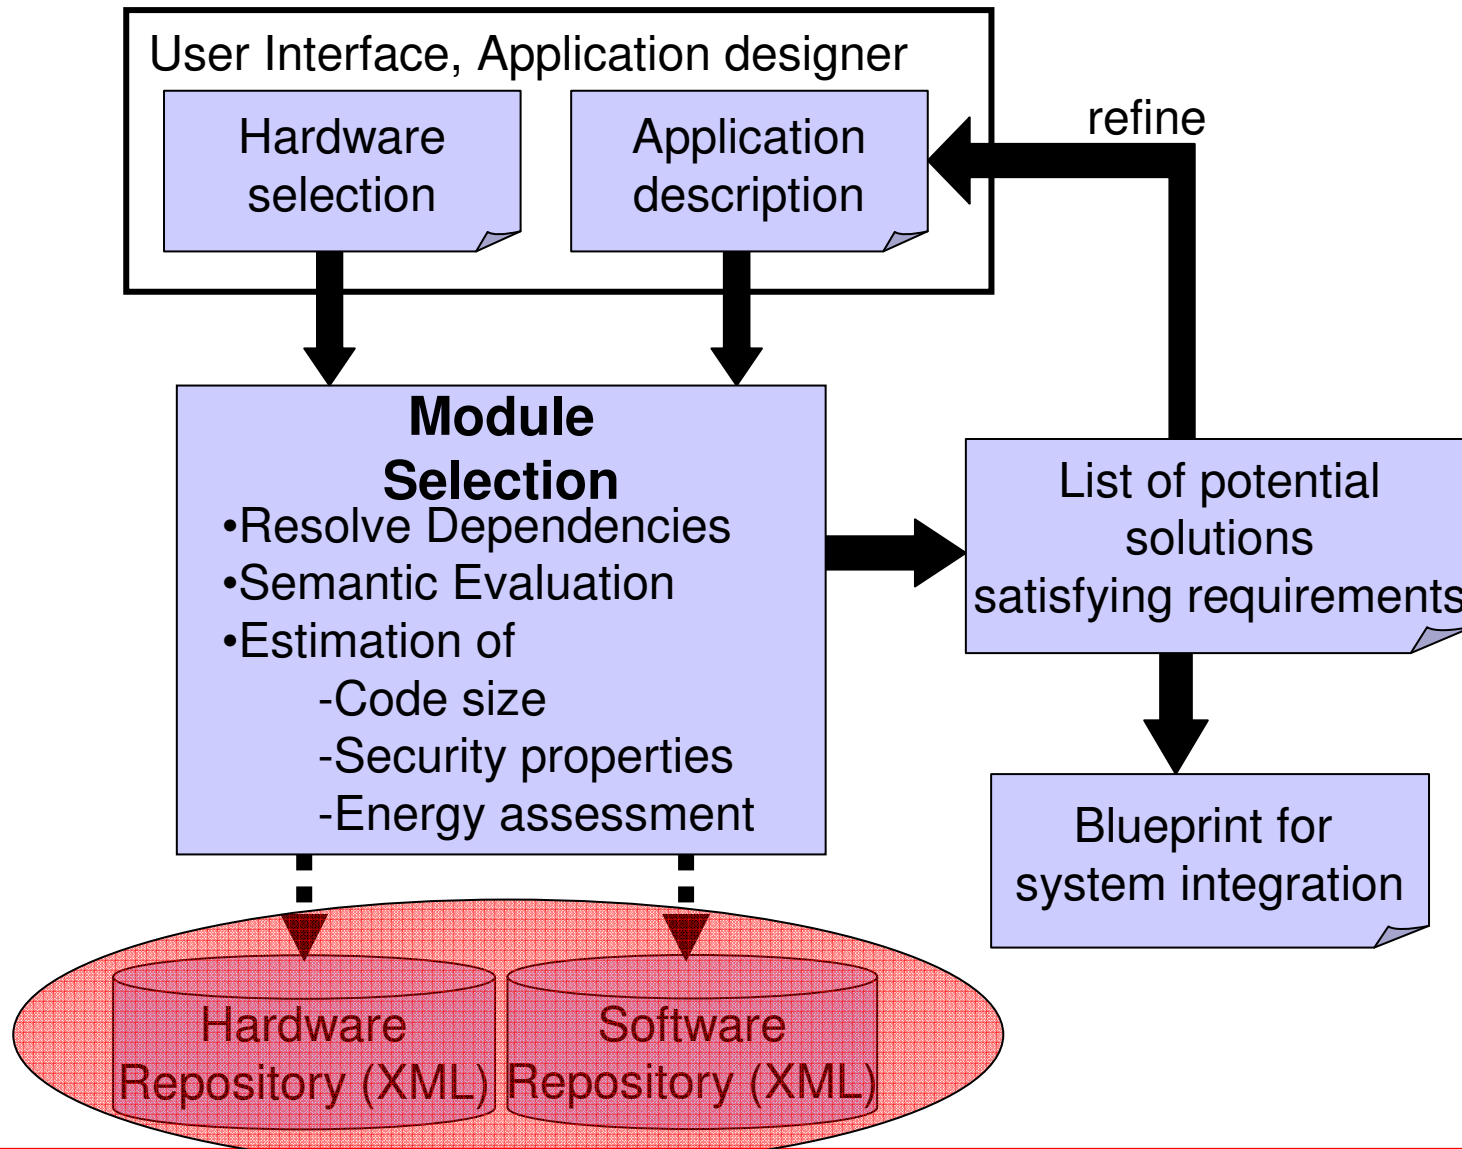 User Interface, Application designer
Hardware
selection
Application
description
refine
Module
Selection
•Resolve Dependencies
•Semantic Evaluation
•Estimation of
-Code size
-Security properties
-Energy assessment
List of potential
solutions
satisfying requirements
Blueprint for
system integration
Hardware
Repository (XML)
Software
Repository (XML)